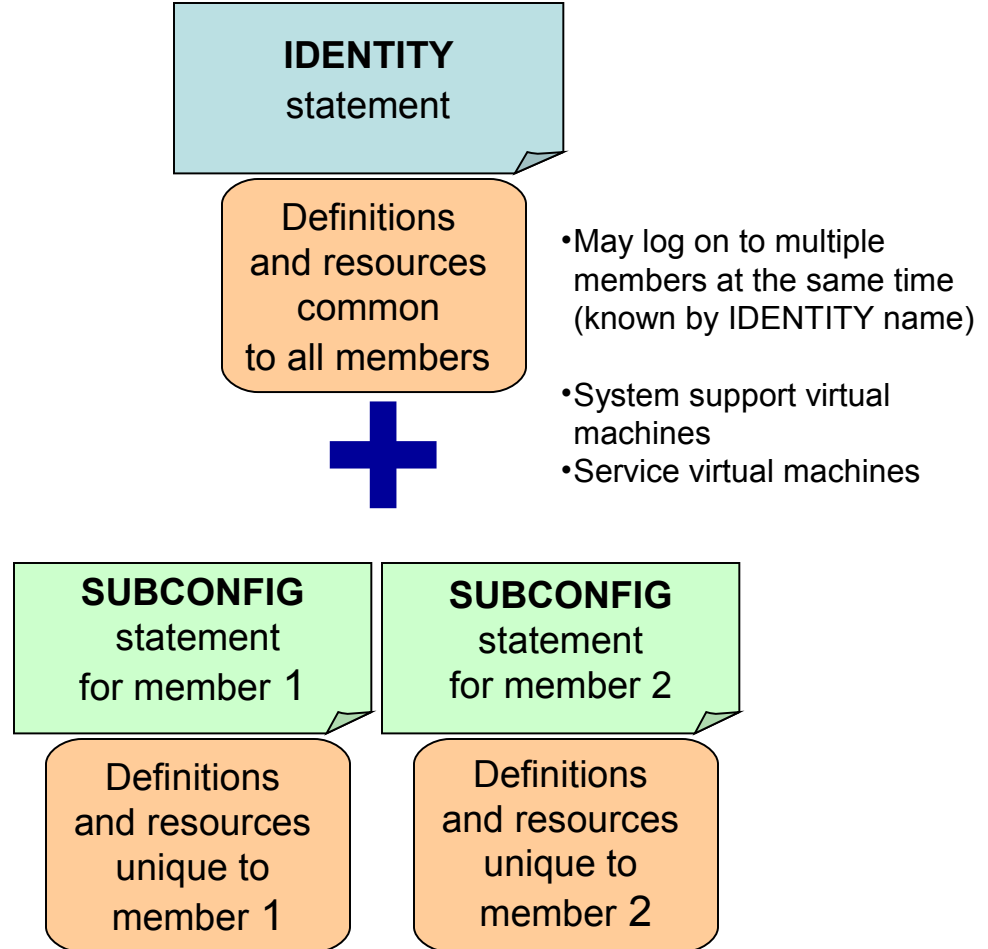 IDENTITY
statement
Definitions
and resources
common
to all members
•May log on to multiple
members at the same time
(known by IDENTITY name)
•System support virtual
machines
•Service virtual machines
SUBCONFIG
statement
for member 1
Definitions
and resources
unique to
member 1
SUBCONFIG
statement
for member 2
Definitions
and resources
unique to
member 2